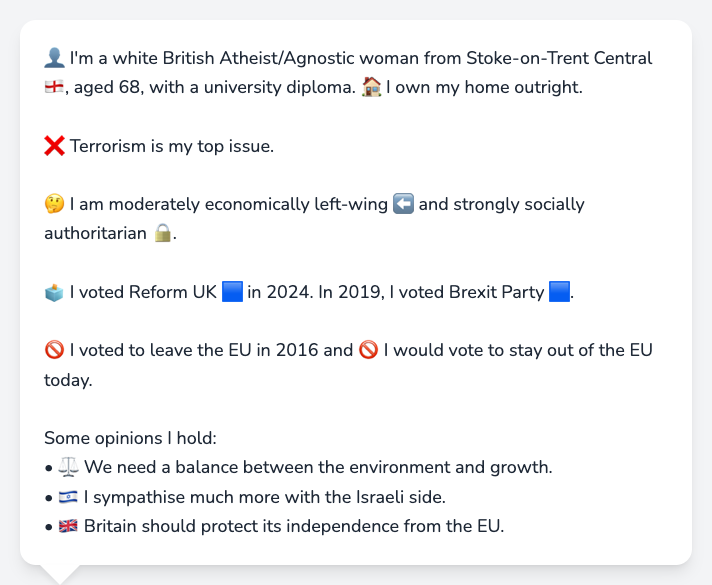 👤 I'm a white British Atheist/Agnostic woman from Stoke-on-Trent Central
🏴󠁧󠁢󠁥󠁮󠁧󠁿, aged 68, with a university diploma. 🏠 I own my home outright.
❌ Terrorism is my top issue.
🤔 I am moderately economically left-wing ⬅️ and strongly socially
authoritarian 🔒.
🗳️ I voted Reform UK 🟦 in 2024. In 2019, I voted Brexit Party 🟦.
🚫 I voted to leave the EU in 2016 and 🚫 I would vote to stay out of the EU
today.
Some opinions I hold:
• ⚖️ We need a balance between the environment and growth.
• 🇮🇱 I sympathise much more with the Israeli side.
• 🇬🇧 Britain should protect its independence from the EU.